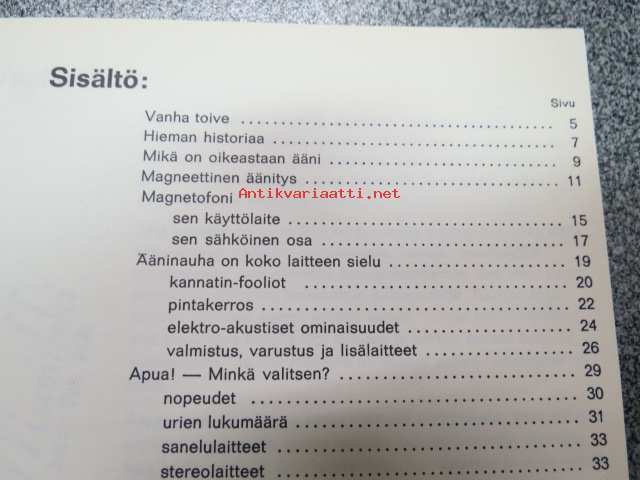 Sisältö:
Sivu
Vanha toive 5
Hieman historiaa 7
Mikä on oikeastaan ääni 9
Magneettinen äänitys 11
Magnetofoni
Antikvariaatti.net
sen käyttölaite 15
sen sähköinen osa 17
Ääninauha on koko laitteen sielu 19
kannatin-fooliot 20
pintakerros 22
elektro-akustiset ominaisuudet 24
valmistus, varustus ja lisälaitteet 26
Apua! — Minkä valitsen? 29
nopeudet 30
urien lukumäärä 31
sanelulaitteet 33
stereolaitteet 33